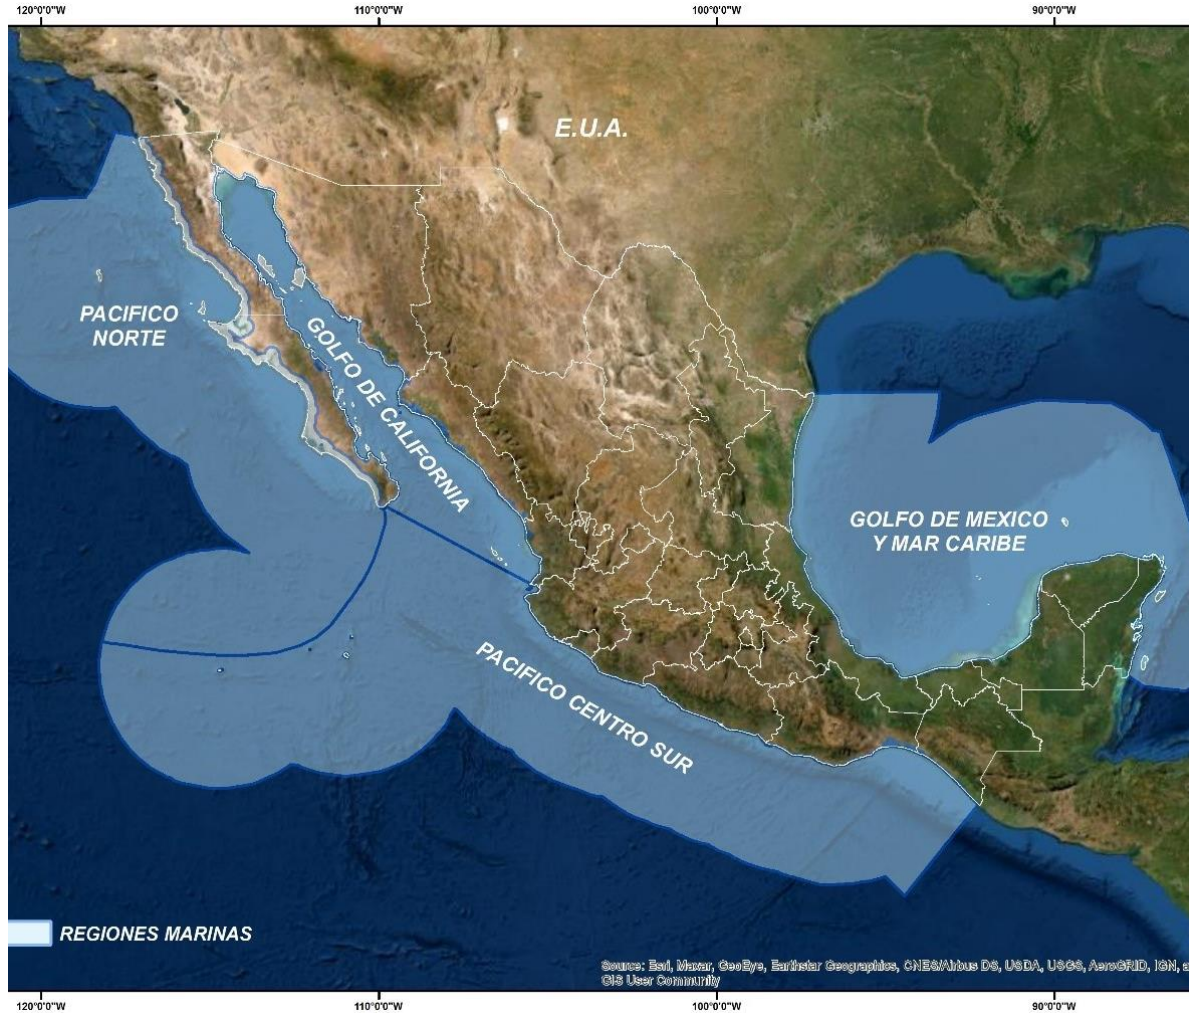 120°0'0"W 110°0'0"W 100°0'0"W 90°0'0"W
E.U.A.
PACIFICO
NORTE
GOLFO DE CALIFORNIA
GOLFO DE MEXICO
Y MAR CARIBE
PACIFICO CENTRO SUR
REGIONES MARINAS
Source: Esri, Maxar, GeoEye, Earthstar Geographics, CNES/Airbus DS, USDA, USGS, AeroGRID, IGN, a
GIS User Community
120°0'0"W 110°0'0"W 100°0'0"W 90°0'0"W